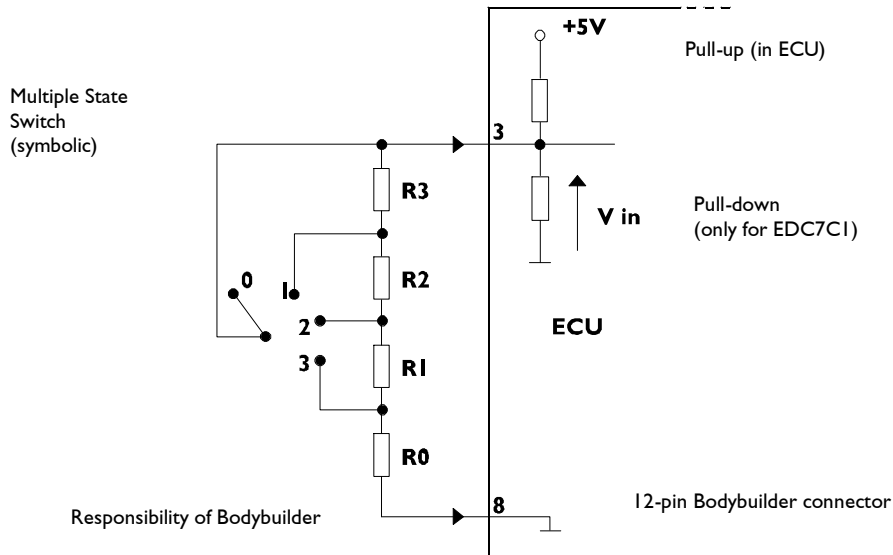 +5V
Pull-up (in ECU)
Multiple State
Switch
(symbolic)
3
R3
V in
Pull-down
(only for EDC7C1)
0
1
R2
2
ECU
3
R1
R0
8
12-pin Bodybuilder connector
Responsibility of Bodybuilder